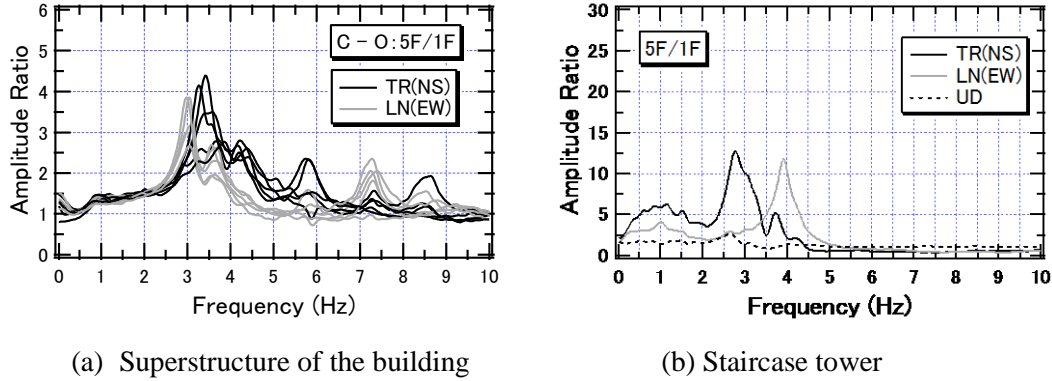 6
5
4
3
2
1
0
Amplitude Ratio
C - O:5F/1F
TR(NS)
LN(EW)
0 1 2 3 4 5 6 7 8 9 10
Frequency (Hz)
(a) Superstructure of the building
30
25
20
15
10
5
0
Amplitude Ratio
5F/1F
TR(NS)
LN(EW)
UD
0 1 2 3 4 5 6 7 8 9 10
Frequency (Hz)
(b) Staircase tower